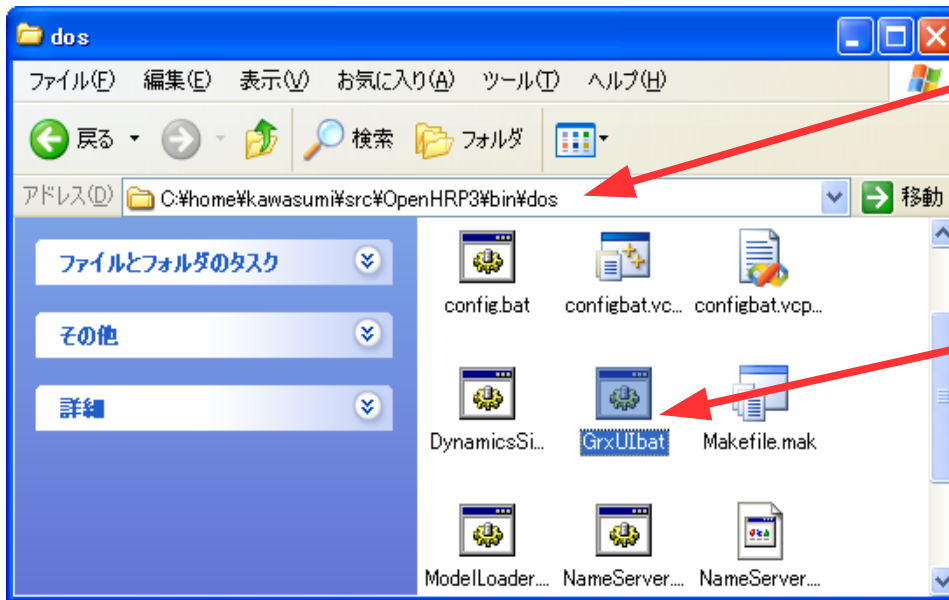 dos
ファイル(F) 編集(E) 表示(V) お気に入り(A) ツール(T) ヘルプ(H)
戻る 検索 フォルダ
アドレス(D) C:¥home¥kawasumi¥src¥OpenHRP3¥bin¥dos 移動
ファイルとフォルダのタスク
その他
詳細
config.bat configbat.vc... configbat.vcp...
DynamicsSi... GrxUIbat Makefile.mak
ModelLoader.... NameServer.... NameServer....